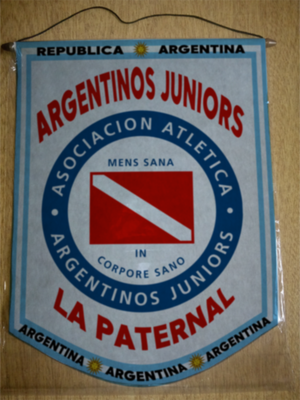 REPUBLICA ARGENTINA
ARGENTINOS JUNIORS
ASOCIACION ATLETICA
MENS SANA
IN
CORPORE SANO
ARGENTINOS JUNIORS
LA PATERNAL
ARGENTINA ARGENTINA ARGENTINA